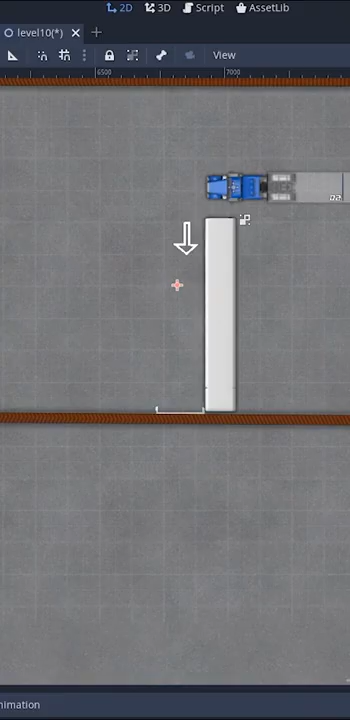 2D 3D Script AssetLib
level10(*)
View
6500 7000
nimation